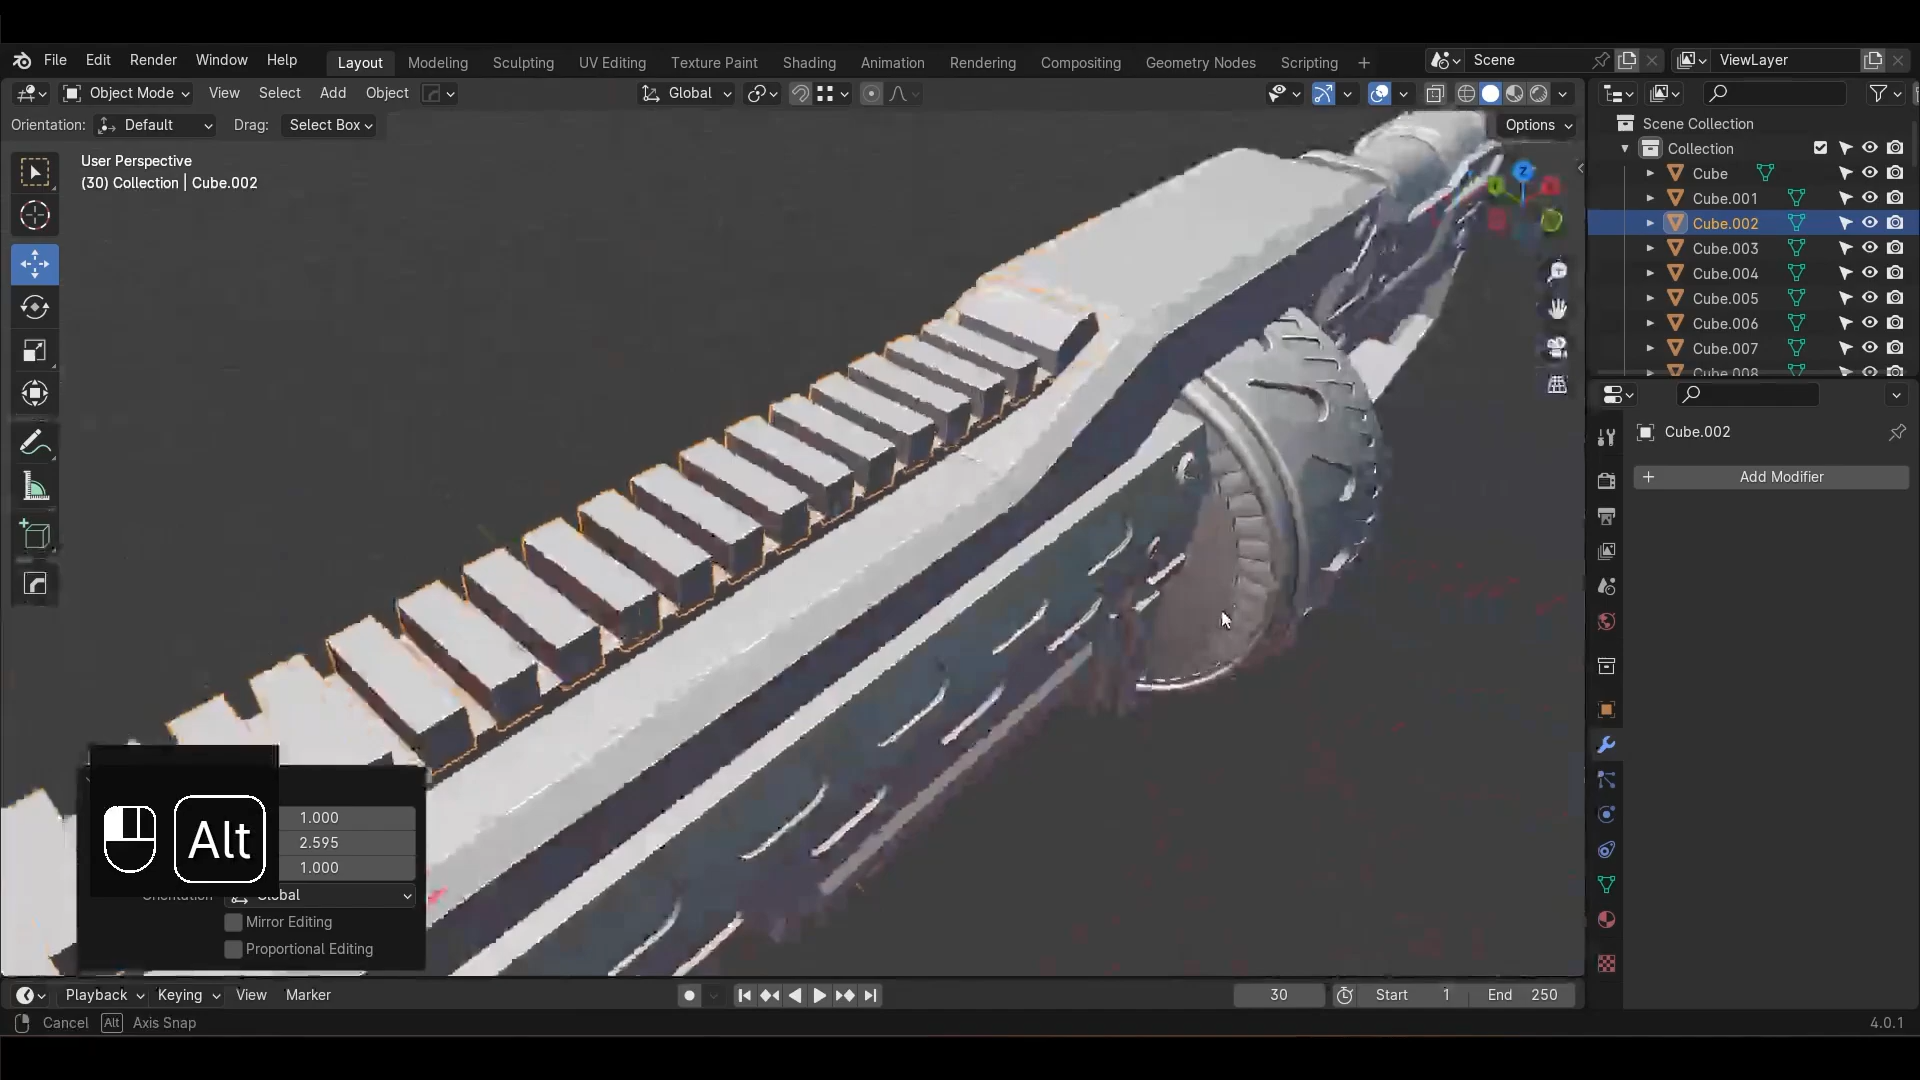 File Edit Render Window Help
Layout Modeling Sculpting UV Editing Texture Paint Shading Animation Rendering Compositing Geometry Nodes Scripting +
Scene
ViewLayer
Object Mode View Select Add Object
Global
Orientation: Default Drag: Select Box
Options
User Perspective
(30) Collection | Cube.002
Z
Scene Collection
Collection
Cube
Cube.001
Cube.002
Cube.003
Cube.004
Cube.005
Cube.006
Cube.007
Cube.008
Cube.002
+ Add Modifier
Alt
1.000
2.595
1.000
Orientation Global
Mirror Editing
Proportional Editing
Playback Keying View Marker
30 Start 1 End 250
Cancel Alt Axis Snap
4.0.1